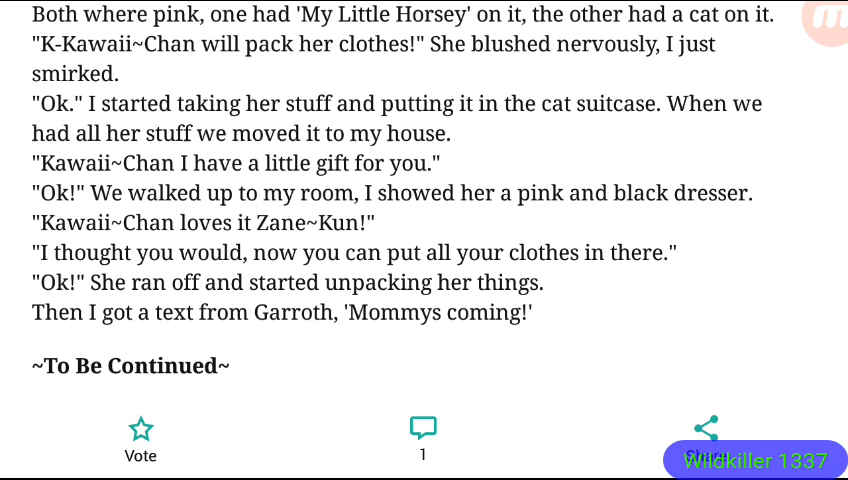 Both where pink, one had 'My Little Horsey' on it, the other had a cat on it.
"K-Kawaii~Chan will pack her clothes!" She blushed nervously, I just
smirked.
"Ok." I started taking her stuff and putting it in the cat suitcase. When we
had all her stuff we moved it to my house.
"Kawaii~Chan I have a little gift for you."
"Ok!" We walked up to my room, I showed her a pink and black dresser.
"Kawaii~Chan loves it Zane~Kun!"
"I thought you would, now you can put all your clothes in there."
"Ok!" She ran off and started unpacking her things.
Then I got a text from Garroth, 'Mommys coming!'
~To Be Continued~
Vote
1
Share
Wildkiller 1337